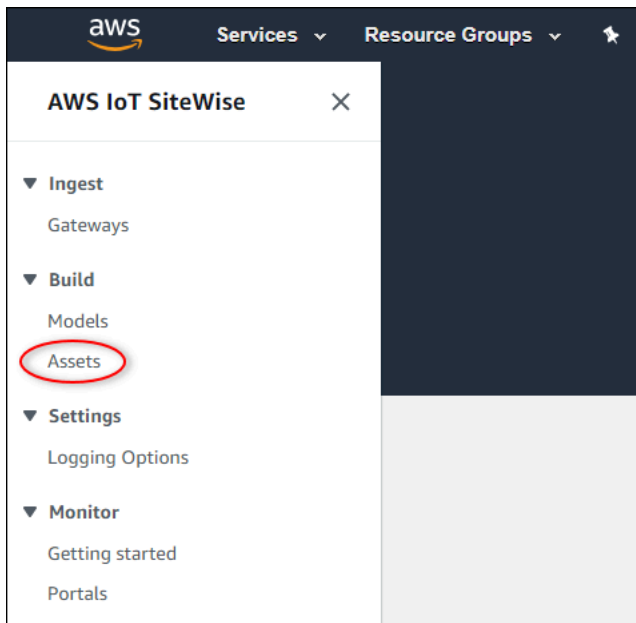 aws Services Resource Groups
AWS IoT SiteWise
Ingest
Gateways
Build
Models
Assets
Settings
Logging Options
Monitor
Getting started
Portals